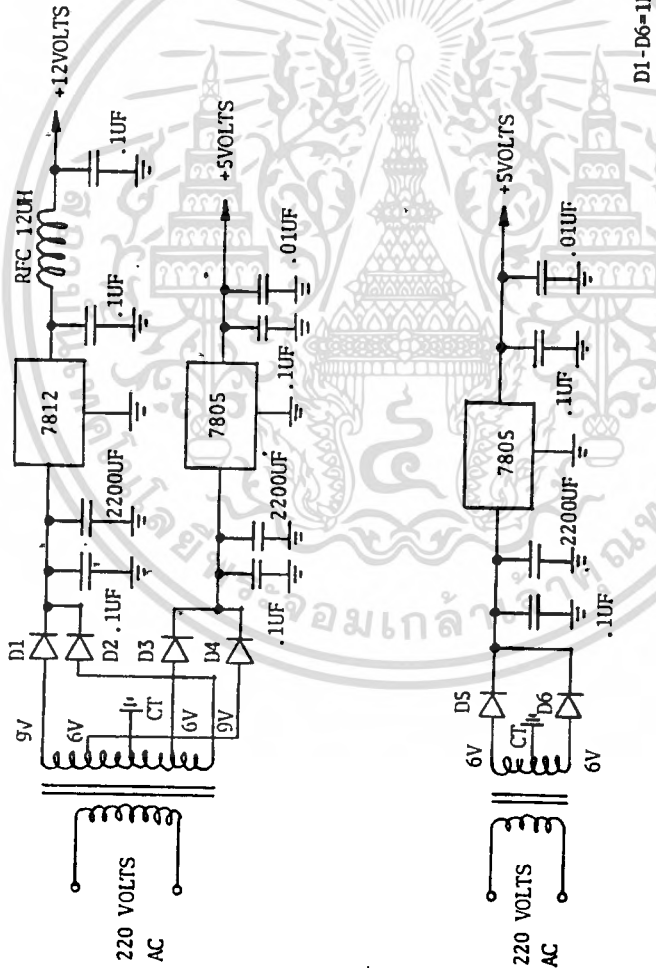 9V
6V
CT
6V
9V
D1
D2
D3
D4
.1UF
2200UF
7812
.1UF
RFC 12UH
.1UF
+12VOLTS
.1UF
2200UF
7805
.1UF
.01UF
+5VOLTS
220 VOLTS
AC
6V
CT
6V
D5
D6
.1UF
2200UF
7805
.1UF
.01UF
+5VOLTS
220 VOLTS
AC